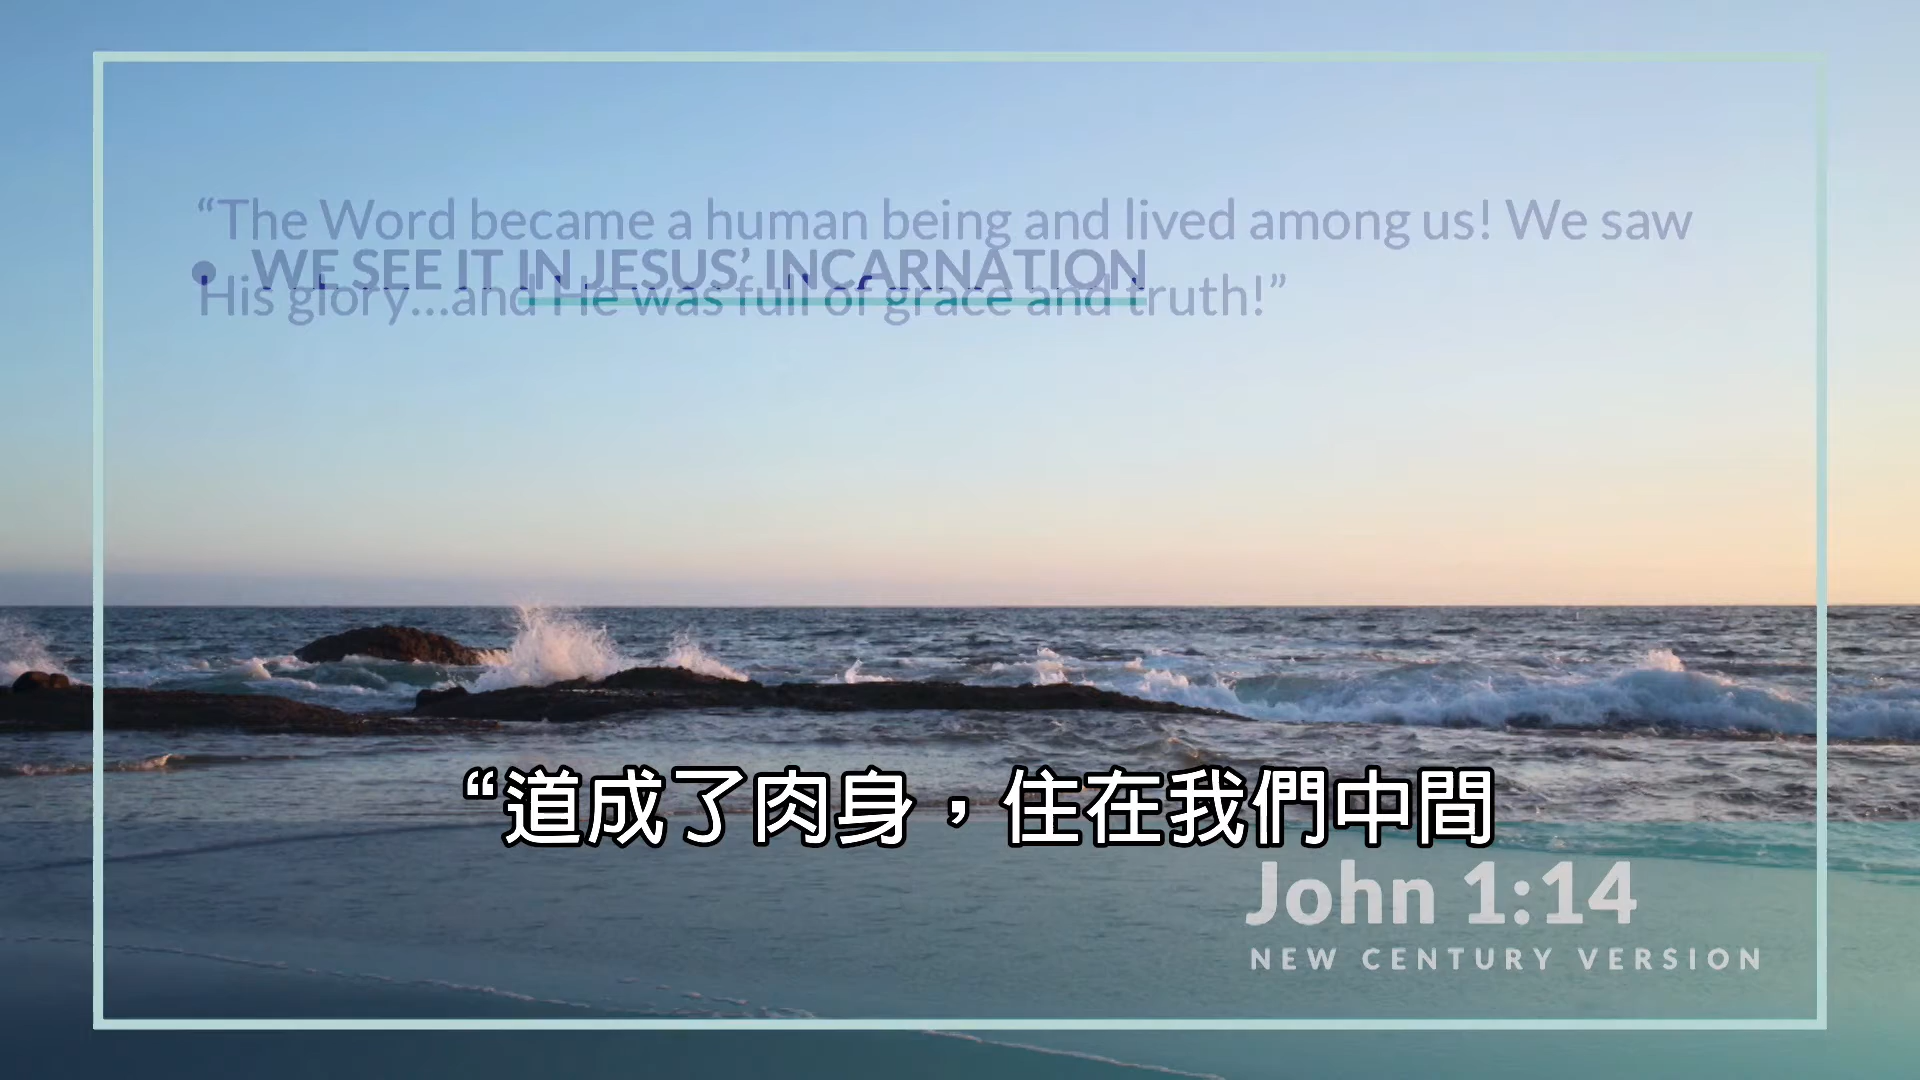 “The Word became a human being and lived among us! We saw
• WE SEE IT IN JESUS’ INCARNATION
His glory...and He was full of grace and truth!”
“道成了肉身，住在我們中間
John 1:14
NEW CENTURY VERSION